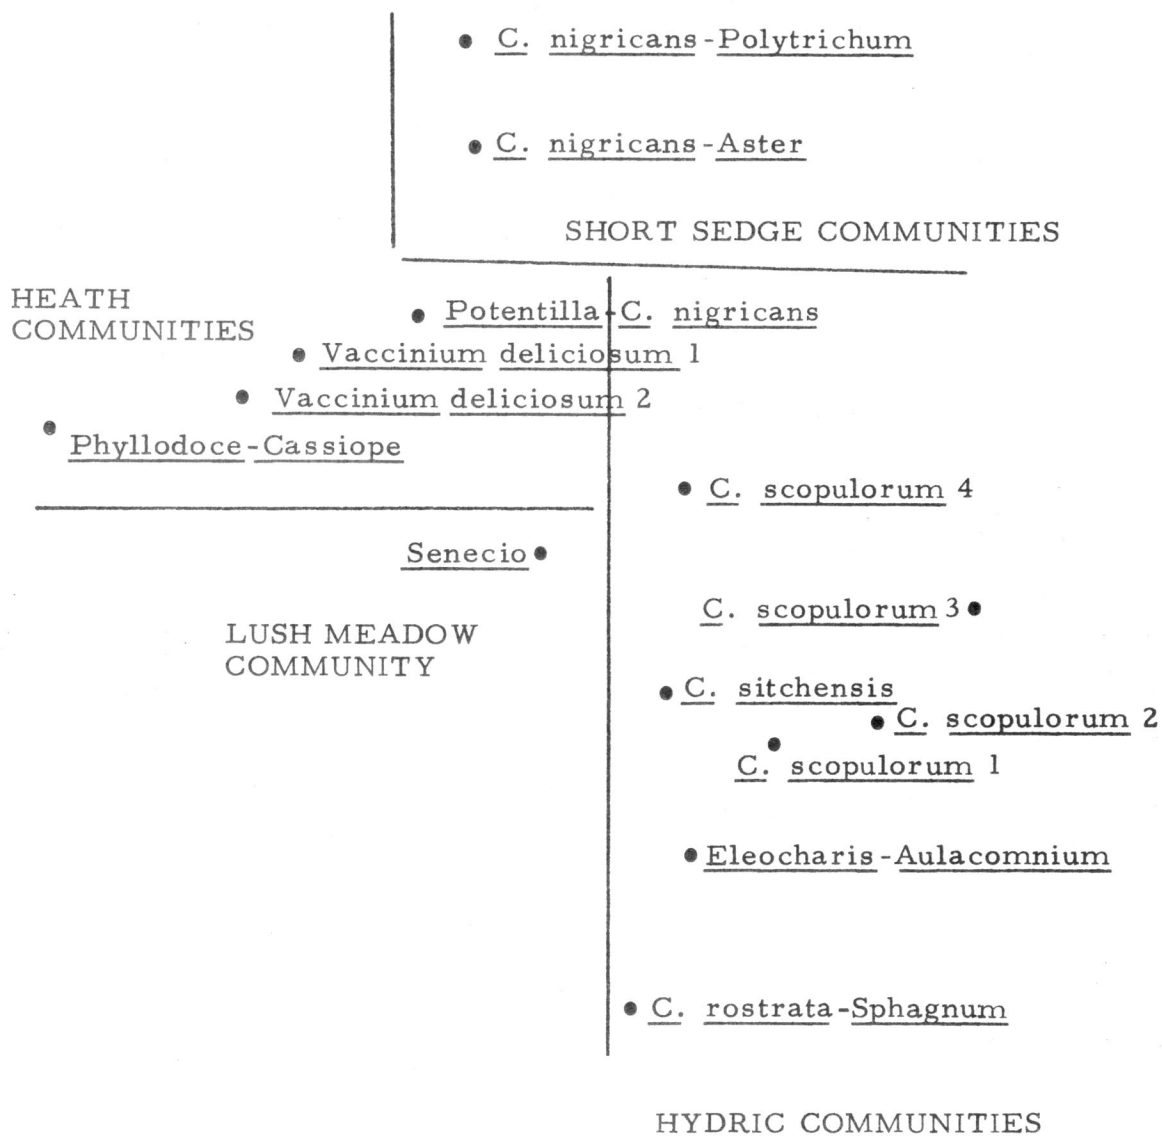 C. nigricans-Polytrichum
C. nigricans-Aster
SHORT SEDGE COMMUNITIES
HEATH
COMMUNITIES
Potentilla-C. nigricans
Vaccinium deliciosum 1
Vaccinium deliciosum 2
Phyllodoce-Cassiope
C. scopulorum 4
Senecio
C. scopulorum 3
LUSH MEADOW
COMMUNITY
C. sitchensis
C. scopulorum 2
C. scopulorum 1
Eleocharis-Aulacomnium
C. rostrata-Sphagnum
HYDRIC COMMUNITIES